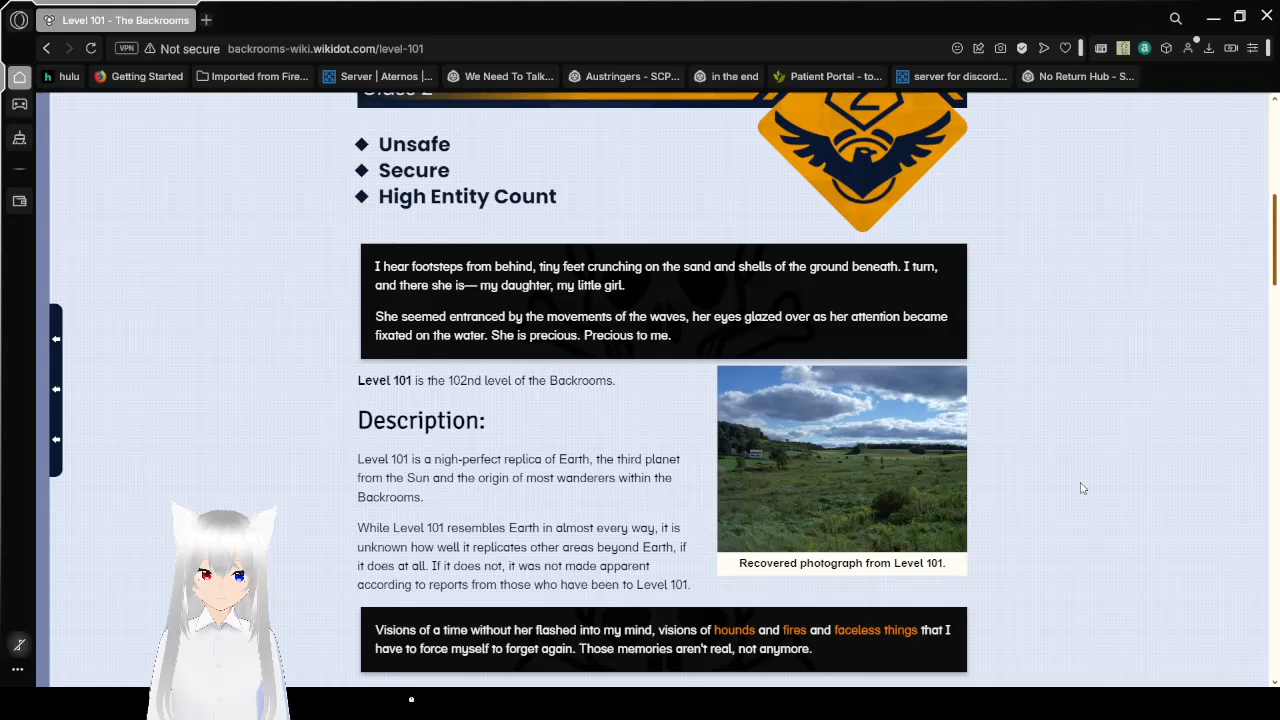 Level 101 - The Backrooms
VPN Not secure backrooms-wiki.wikidot.com/level-101
hulu Getting Started Imported from Fire... Server | Aternos |... We Need To Talk... Austringers - SCP... in the end Patient Portal - to... server for discord... No Return Hub - S...
Class 2
2
Unsafe
Secure
High Entity Count
I hear footsteps from behind, tiny feet crunching on the sand and shells of the ground beneath. I turn,
and there she is— my daughter, my little girl.
She seemed entranced by the movements of the waves, her eyes glazed over as her attention became
fixated on the water. She is precious. Precious to me.
Level 101 is the 102nd level of the Backrooms.
Description:
Level 101 is a nigh-perfect replica of Earth, the third planet
from the Sun and the origin of most wanderers within the
Backrooms.
While Level 101 resembles Earth in almost every way, it is
unknown how well it replicates other areas beyond Earth, if
it does at all. If it does not, it was not made apparent
according to reports from those who have been to Level 101.
Recovered photograph from Level 101.
Visions of a time without her flashed into my mind, visions of hounds and fires and faceless things that I
have to force myself to forget again. Those memories aren't real, not anymore.